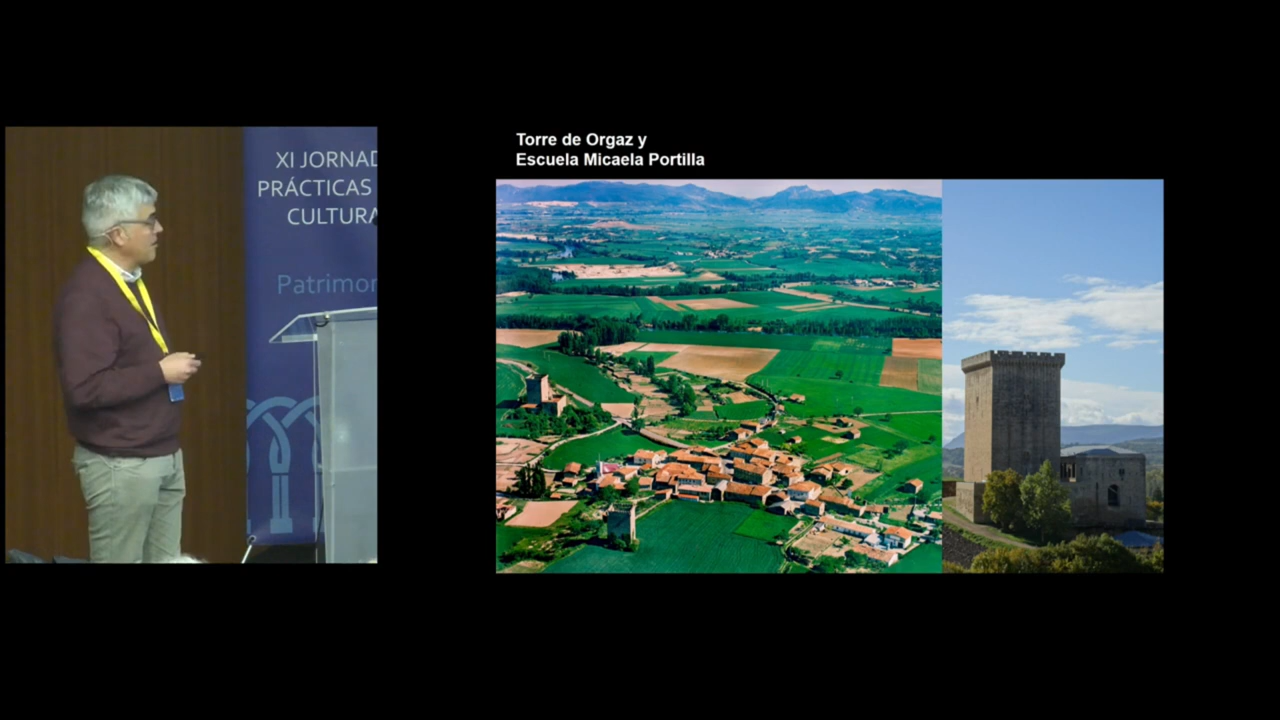 XI JORNAD
PRÁCTICAS
CULTURA
Patrimon
Torre de Orgaz y
Escuela Micaela Portilla